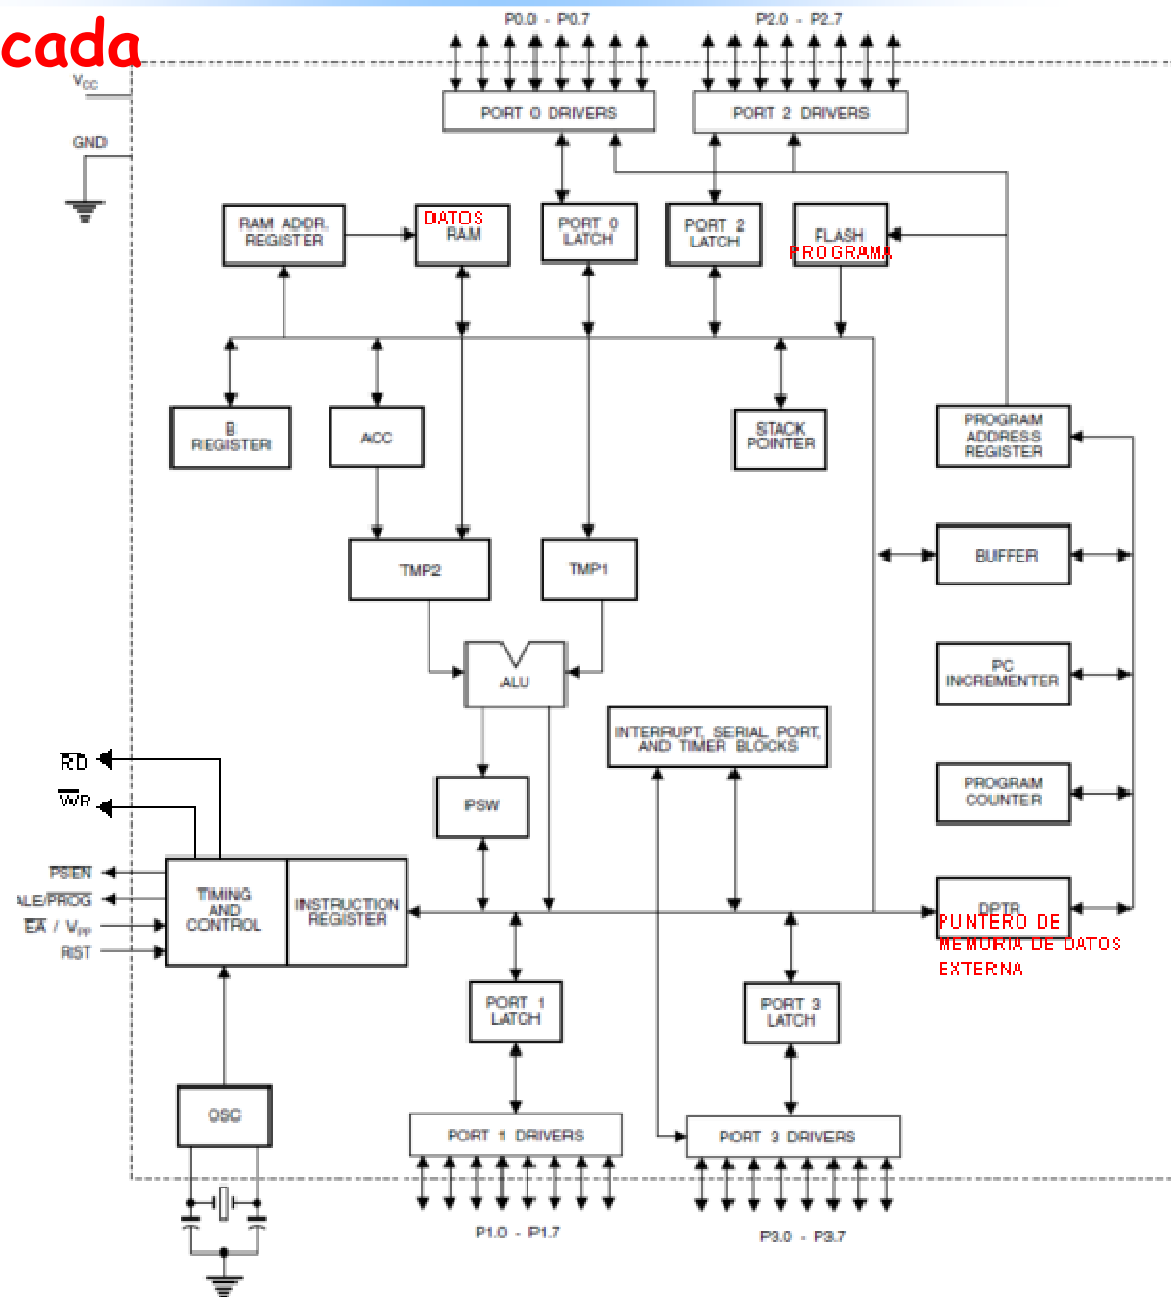 cada
P0.0 - P0.7
P2.0 - P2.7
VCC
GND
PORT 0 DRIVERS
PORT 2 DRIVERS
RAM ADDR.
REGISTER
DATOS
RAM
PORT 0
LATCH
PORT 2
LATCH
FLASH
PROGRAMA
B
REGISTER
ACC
STACK
POINTER
PROGRAM
ADDRESS
REGISTER
BUFFER
TMP2
TMP1
ALU
PC
INCREMENTER
INTERRUPT, SERIAL PORT,
AND TIMER BLOCKS
RD
WR
PSW
PROGRAM
COUNTER
PSEN
ALE/PROG
EA / VPP
RST
TIMING
AND
CONTROL
INSTRUCTION
REGISTER
DPTR
PUNTERO DE
MEMORIA DE DATOS
EXTERNA
PORT 1
LATCH
PORT 3
LATCH
OSC
PORT 1 DRIVERS
PORT 3 DRIVERS
P1.0 - P1.7
P3.0 - P3.7